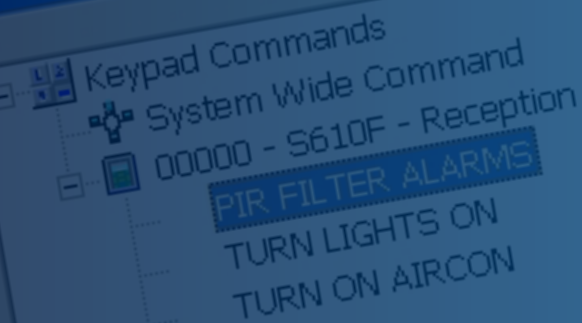 Keypad Commands
System Wide Command
00000 - S610F - Reception
PIR FILTER ALARMS
TURN LIGHTS ON
TURN ON AIRCON